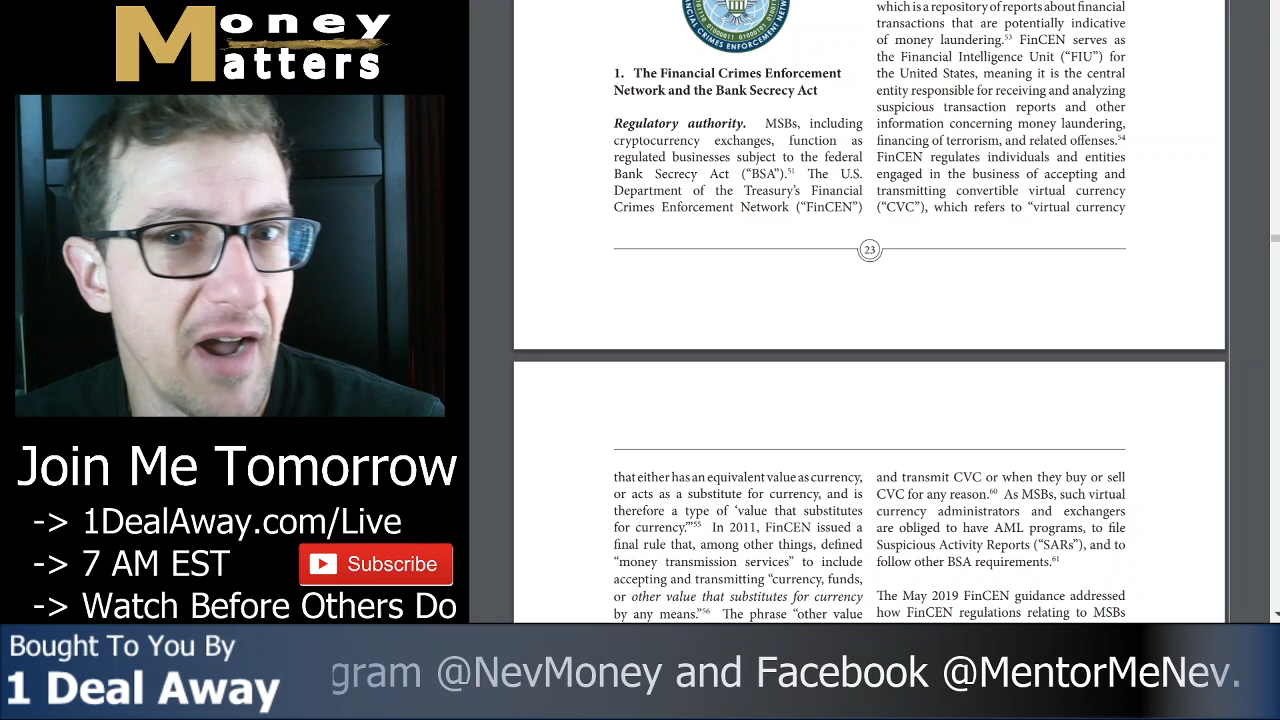 Money
Matters
Join Me Tomorrow
-> 1DealAway.com/Live
-> 7 AM EST
Subscribe
-> Watch Before Others Do
Bought To You By
1 Deal Away
gram @NevMoney and Facebook @MentorMeNev.
FINANCIAL CRIMES ENFORCEMENT NETWORK
1. The Financial Crimes Enforcement
Network and the Bank Secrecy Act
Regulatory authority. MSBs, including
cryptocurrency exchanges, function as
regulated businesses subject to the federal
Bank Secrecy Act (“BSA”).51 The U.S.
Department of the Treasury’s Financial
Crimes Enforcement Network (“FinCEN”)
which is a repository of reports about financial
transactions that are potentially indicative
of money laundering.53 FinCEN serves as
the Financial Intelligence Unit (“FIU”) for
the United States, meaning it is the central
entity responsible for receiving and analyzing
suspicious transaction reports and other
information concerning money laundering,
financing of terrorism, and related offenses.54
FinCEN regulates individuals and entities
engaged in the business of accepting and
transmitting convertible virtual currency
(“CVC”), which refers to “virtual currency
23
that either has an equivalent value as currency,
or acts as a substitute for currency, and is
therefore a type of ‘value that substitutes
for currency.’”55 In 2011, FinCEN issued a
final rule that, among other things, defined
“money transmission services” to include
accepting and transmitting “currency, funds,
or other value that substitutes for currency
by any means.”56 The phrase “other value
and transmit CVC or when they buy or sell
CVC for any reason.60 As MSBs, such virtual
currency administrators and exchangers
are obliged to have AML programs, to file
Suspicious Activity Reports (“SARs”), and to
follow other BSA requirements.61
The May 2019 FinCEN guidance addressed
how FinCEN regulations relating to MSBs